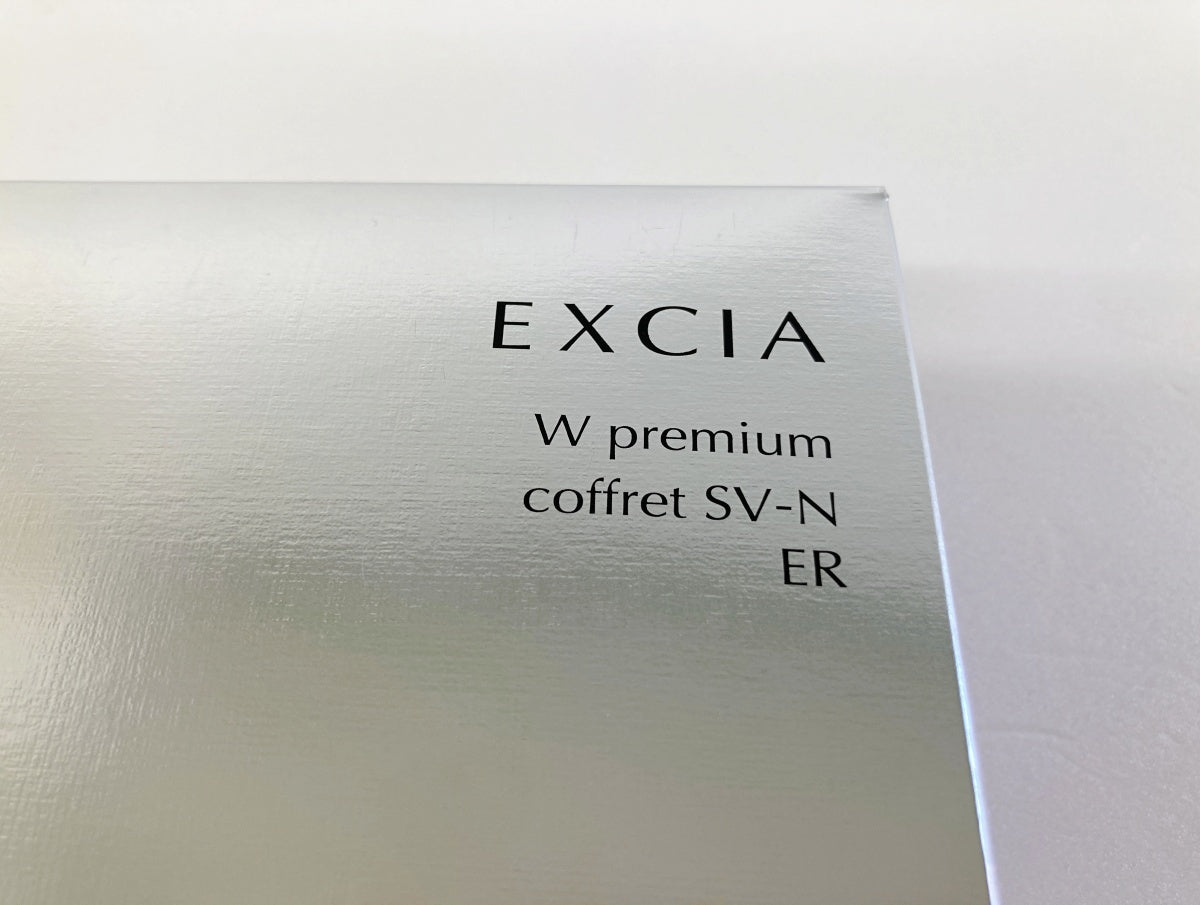 EXCIA
W premium
coffret SV-N
ER